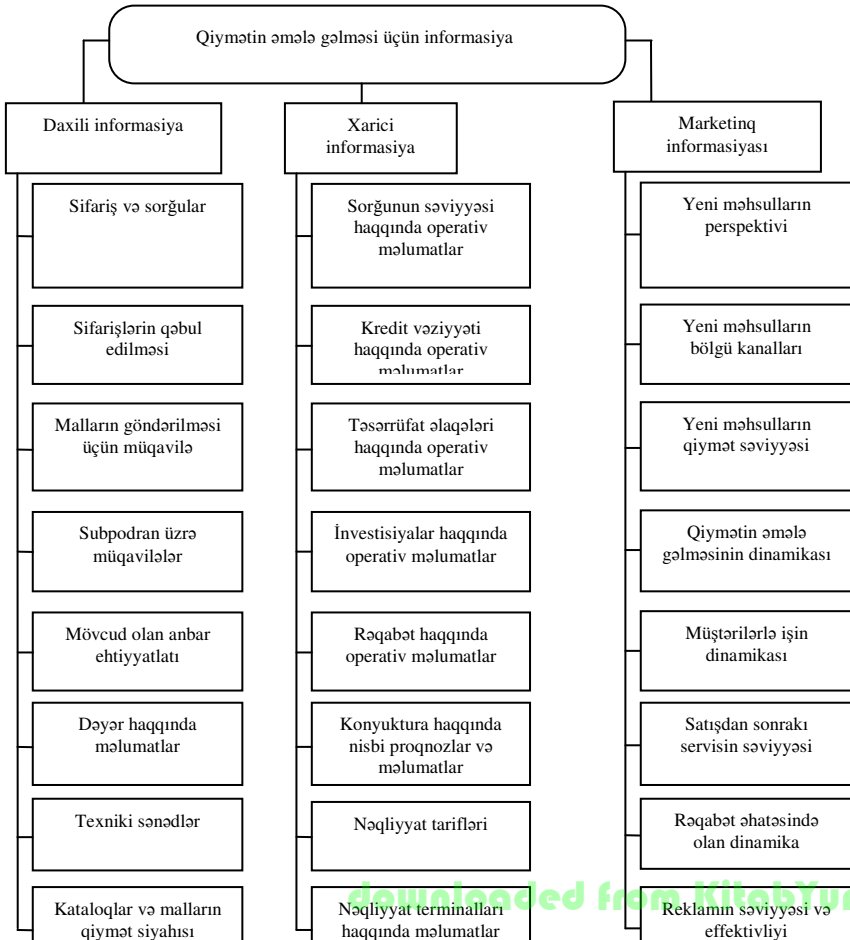 Qiymətin əmələ gəlməsi üçün informasiya
Daxili informasiya
Sifariş və sorğular
Sifarişlərin qəbul
edilməsi
Malların göndərilməsi
üçün müqavilə
Subpodran üzrə
müqavilələr
Mövcud olan anbar
ehtiyyatlatı
Dəyər haqqında
məlumatlar
Texniki sənədlər
Kataloqlar və malların
qiymət siyahısı
Xarici
informasiya
Sorğunun səviyyəsi
haqqında operativ
məlumatlar
Kredit vəziyyəti
haqqında operativ
məlumatlar
Təsərrüfat əlaqələri
haqqında operativ
məlumatlar
İnvestisiyalar haqqında
operativ məlumatlar
Rəqabət haqqında
operativ məlumatlar
Konyuktura haqqında
nisbi proqnozlar və
məlumatlar
Nəqliyyat tarifləri
Nəqliyyat terminalları
haqqında məlumatlar
Marketinq
informasiyası
Yeni məhsulların
perspektivi
Yeni məhsulların
bölgü kanalları
Yeni məhsulların
qiymət səviyyəsi
Qiymətin əmələ
gəlməsinin dinamikası
Müştərilərlə işin
dinamikası
Satışdan sonrakı
servisin səviyyəsi
Rəqabət əhatəsində
olan dinamika
Reklamın səviyyəsi və
effektivliyi
downloaded from KitabYur